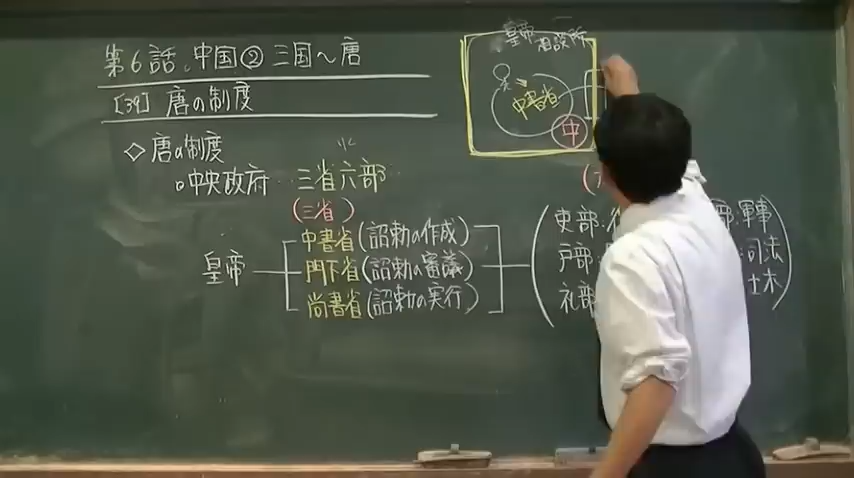 第6話 中国② 三国～唐
[39] 唐の制度
◇唐の制度
中央政府 … 三省六部
(三省)
中書省(詔勅の作成)
皇帝 門下省(詔勅の審議)
尚書省(詔勅の実行)
皇帝 相談所
中書省
中
吏部:
戸部:
礼部
部:軍事
:司法
土木